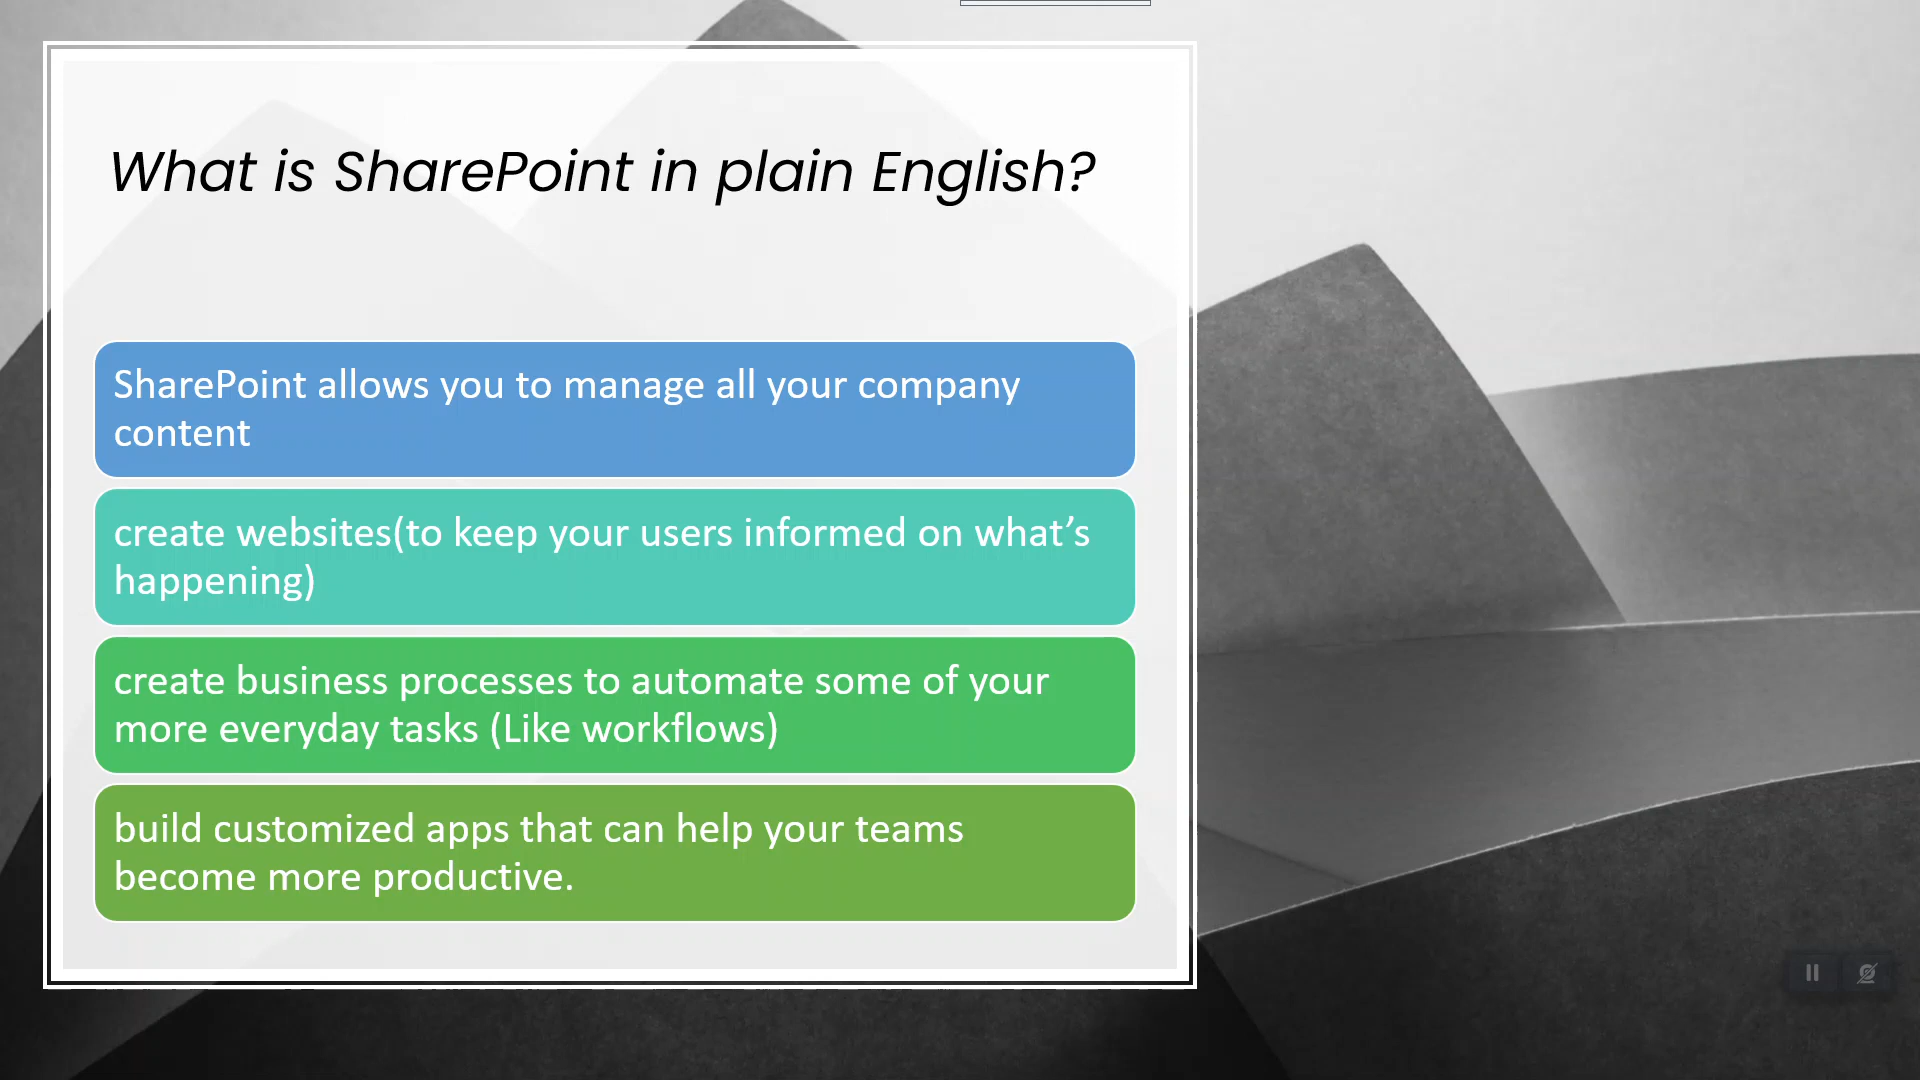 What is SharePoint in plain English?
SharePoint allows you to manage all your company
content
create websites(to keep your users informed on what’s
happening)
create business processes to automate some of your
more everyday tasks (Like workflows)
build customized apps that can help your teams
become more productive.